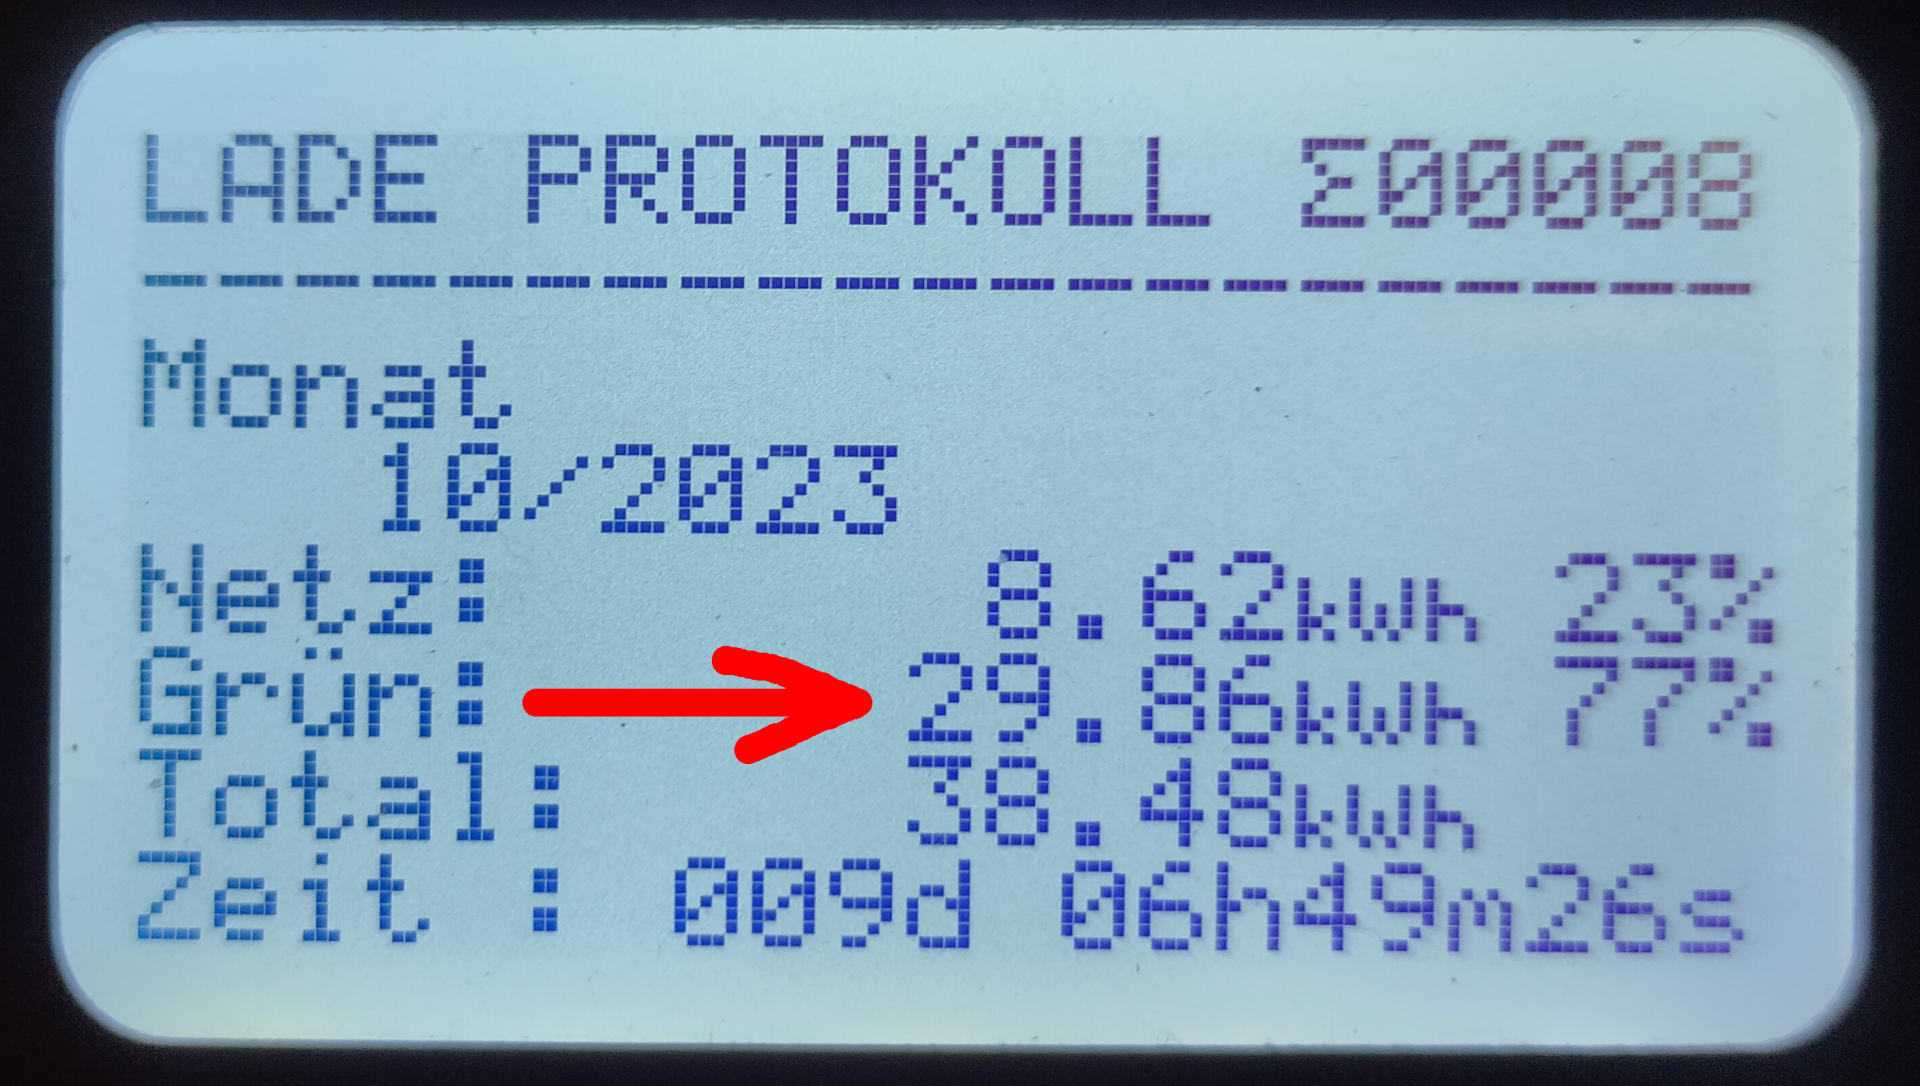 LADE PROTOKOLL Σ00008
---------------------
Monat
10/2023
Netz: 8.62kWh 23%
Grün: 29.86kWh 77%
Total: 38.48kWh
Zeit : 009d 06h49m26s